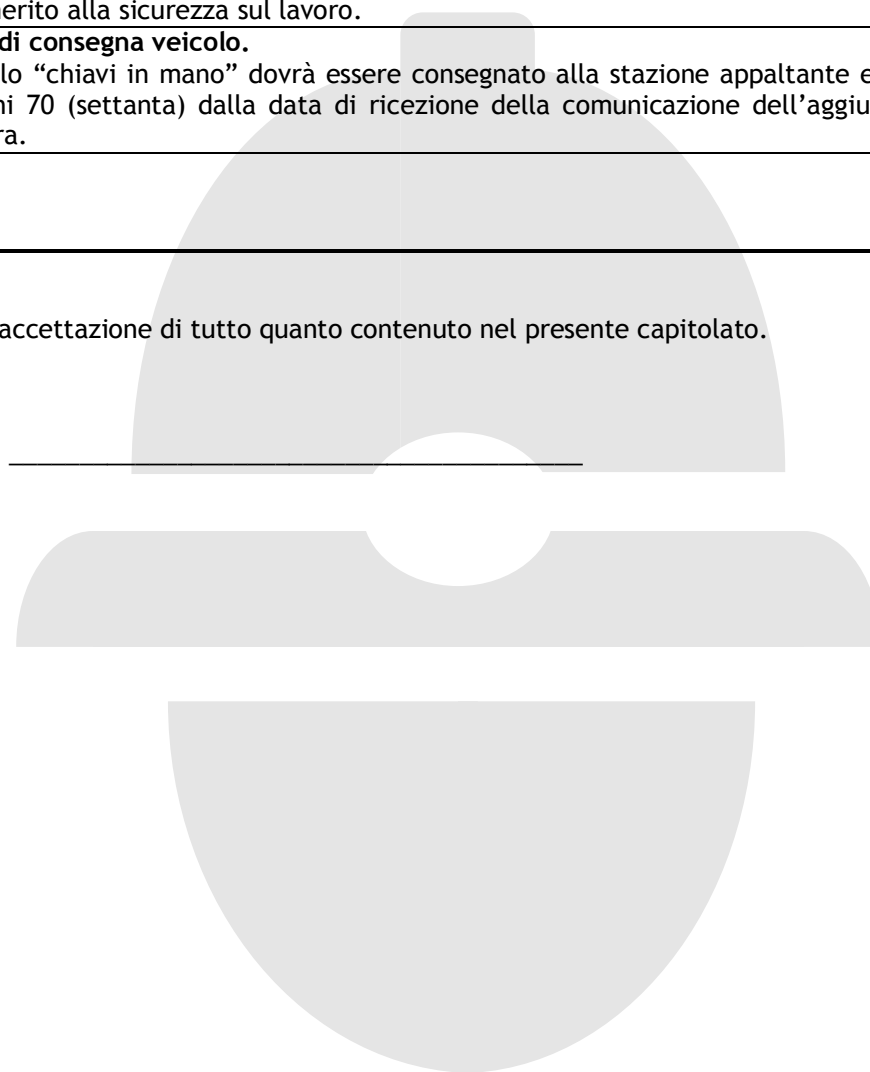 erito alla sicurezza sul lavoro.
di consegna veicolo.
lo “chiavi in mano” dovrà essere consegnato alla stazione appaltante e
ni 70 (settanta) dalla data di ricezione della comunicazione dell’aggiu
ra.
accettazione di tutto quanto contenuto nel presente capitolato.
_________________________________________